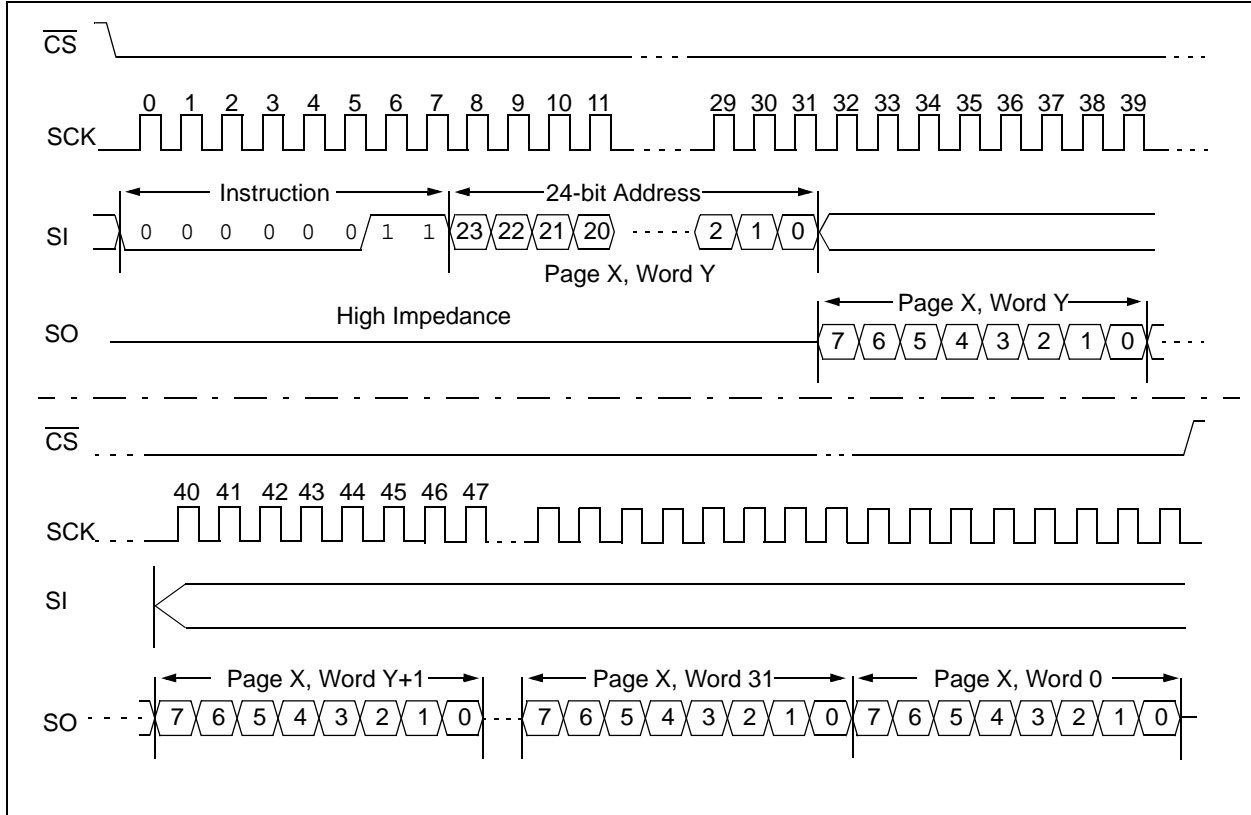 CS
0 1 2 3 4 5 6 7 8 9 10 11 29 30 31 32 33 34 35 36 37 38 39
SCK
Instruction 24-bit Address
SI 0 0 0 0 0 0 1 1 23 22 21 20 2 1 0
Page X, Word Y
High Impedance Page X, Word Y
SO 7 6 5 4 3 2 1 0
CS
40 41 42 43 44 45 46 47
SCK
SI
Page X, Word Y+1 Page X, Word 31 Page X, Word 0
SO 7 6 5 4 3 2 1 0 7 6 5 4 3 2 1 0 7 6 5 4 3 2 1 0